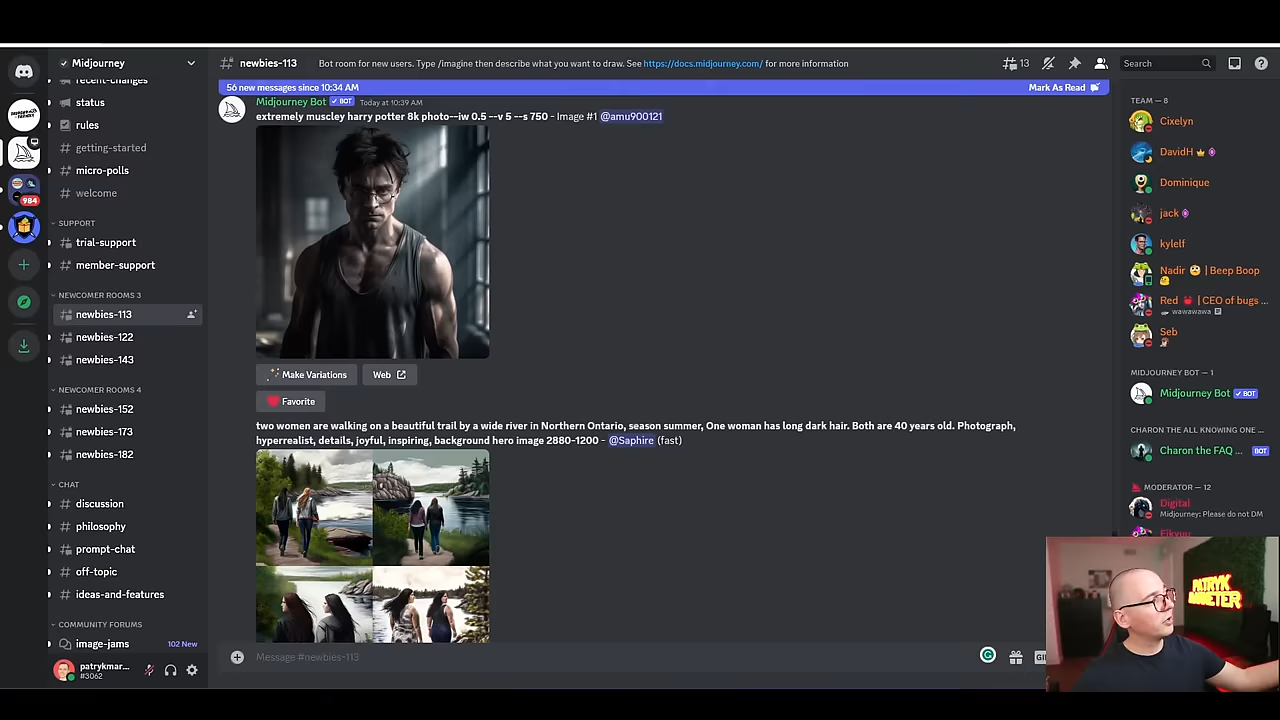 Midjourney
recent-changes
status
rules
getting-started
micro-polls
welcome
984
SUPPORT
trial-support
member-support
NEWCOMER ROOMS 3
newbies-113
newbies-122
newbies-143
NEWCOMER ROOMS 4
newbies-152
newbies-173
newbies-182
CHAT
discussion
philosophy
prompt-chat
off-topic
ideas-and-features
COMMUNITY FORUMS
image-jams 102 New
patrykmar...
#3062
newbies-113 Bot room for new users. Type /imagine then describe what you want to draw. See https://docs.midjourney.com/ for more information
13
Search
56 new messages since 10:34 AM Mark As Read
Midjourney Bot BOT Today at 10:39 AM
extremely muscley harry potter 8k photo--iw 0.5 --v 5 --s 750 - Image #1 @amu900121
Make Variations Web
Favorite
two women are walking on a beautiful trail by a wide river in Northern Ontario, season summer, One woman has long dark hair. Both are 40 years old. Photograph,
hyperrealist, details, joyful, inspiring, background hero image 2880-1200 - @Saphire (fast)
Message #newbies-113
TEAM — 8
Cixelyn
DavidH
Dominique
jack
kylelf
Nadir | Beep Boop
Red | CEO of bugs ...
wawawawa
Seb
MIDJOURNEY BOT — 1
Midjourney Bot BOT
CHARON THE ALL KNOWING ONE ...
Charon the FAQ ... BOT
MODERATOR — 12
Digital
Midjourney: Please do not DM
PATRYK